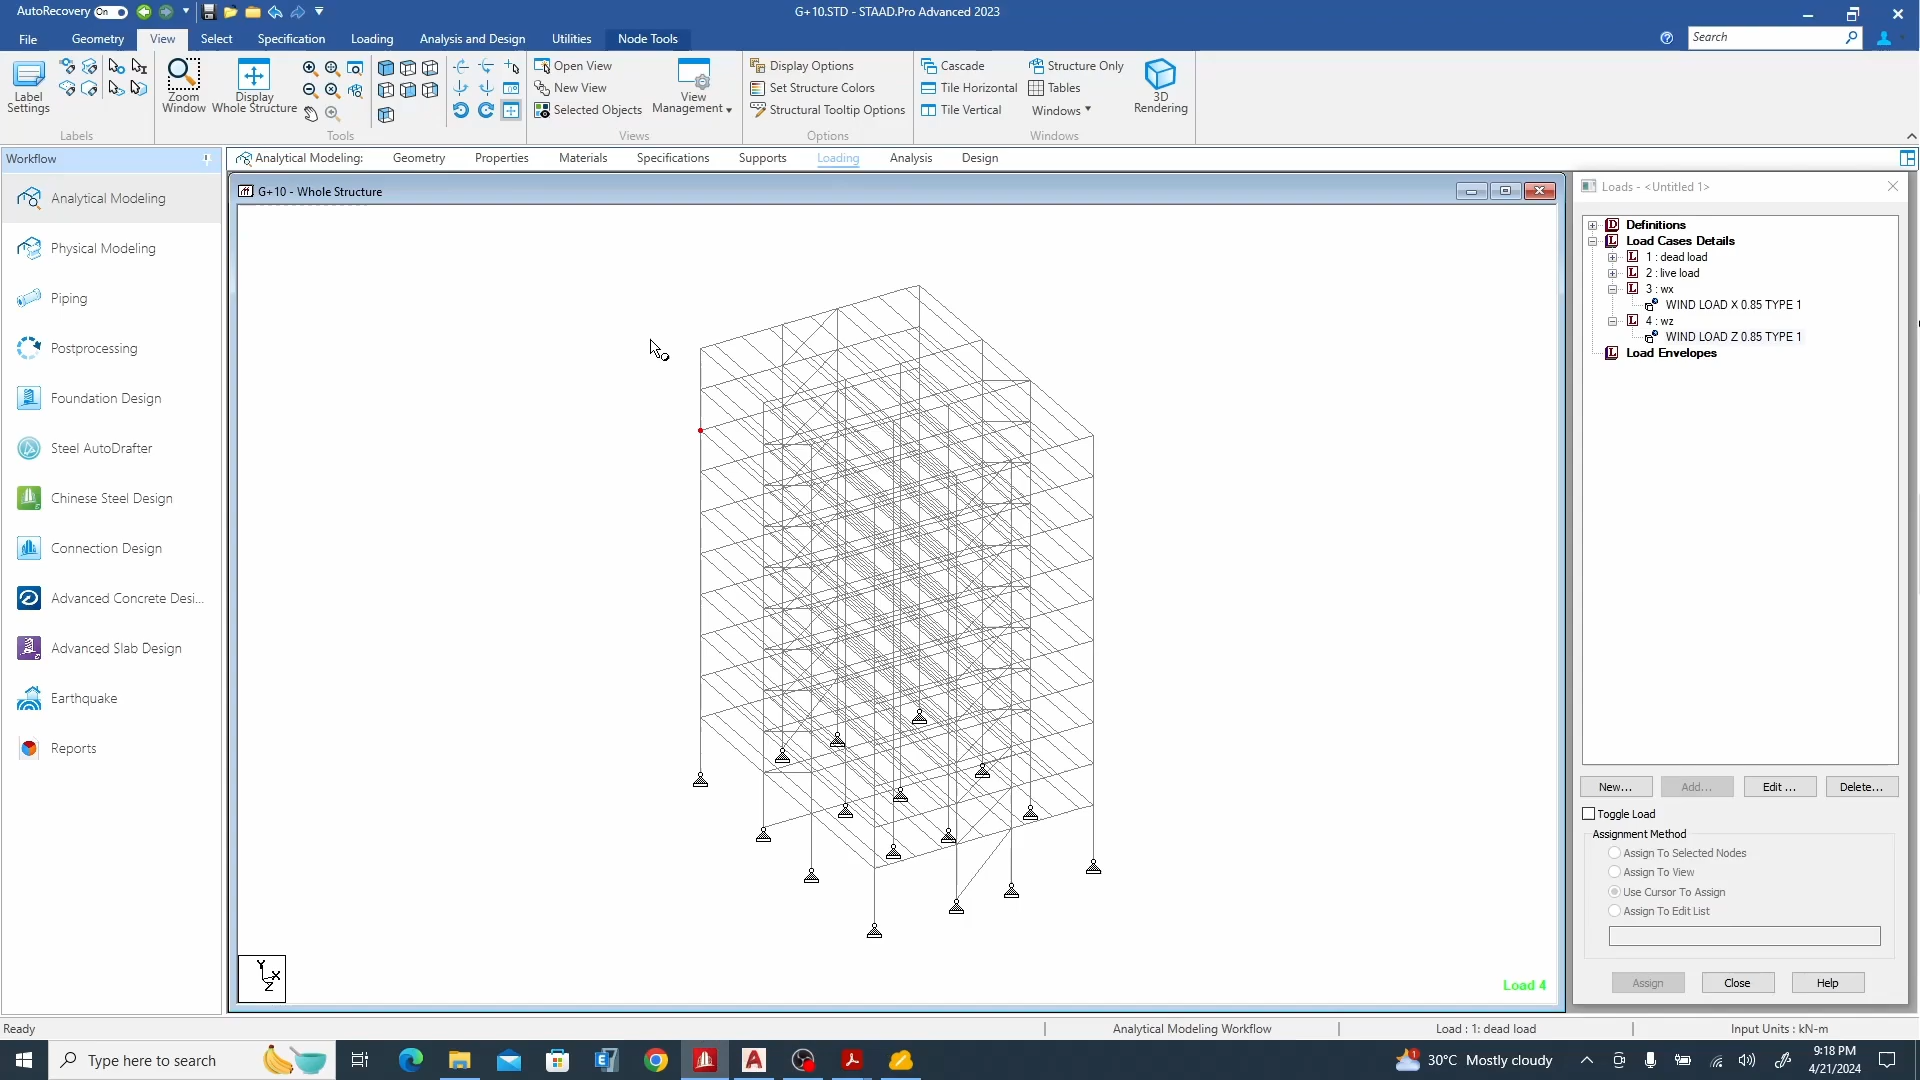 AutoRecovery On
G+10.STD - STAAD.Pro Advanced 2023
File Geometry View Select Specification Loading Analysis and Design Utilities Node Tools
Search
Label Settings
Labels
Zoom Window
Display Whole Structure
Tools
Open View
New View
Selected Objects
View Management
Views
Display Options
Set Structure Colors
Structural Tooltip Options
Options
Cascade
Tile Horizontal
Tile Vertical
Structure Only
Tables
Windows
Windows
3D Rendering
Workflow
Analytical Modeling: Geometry Properties Materials Specifications Supports Loading Analysis Design
Analytical Modeling
Physical Modeling
Piping
Postprocessing
Foundation Design
Steel AutoDrafter
Chinese Steel Design
Connection Design
Advanced Concrete Desi...
Advanced Slab Design
Earthquake
Reports
G+10 - Whole Structure
Y
X
Z
Load 4
Loads - <Untitled 1>
D Definitions
L Load Cases Details
L 1 : dead load
L 2 : live load
L 3 : wx
WIND LOAD X 0.85 TYPE 1
L 4 : wz
WIND LOAD Z 0.85 TYPE 1
L Load Envelopes
New... Add... Edit ... Delete...
Toggle Load
Assignment Method
Assign To Selected Nodes
Assign To View
Use Cursor To Assign
Assign To Edit List
Assign Close Help
Ready
Analytical Modeling Workflow
Load : 1: dead load
Input Units : kN-m
Type here to search
30°C Mostly cloudy
9:18 PM
4/21/2024